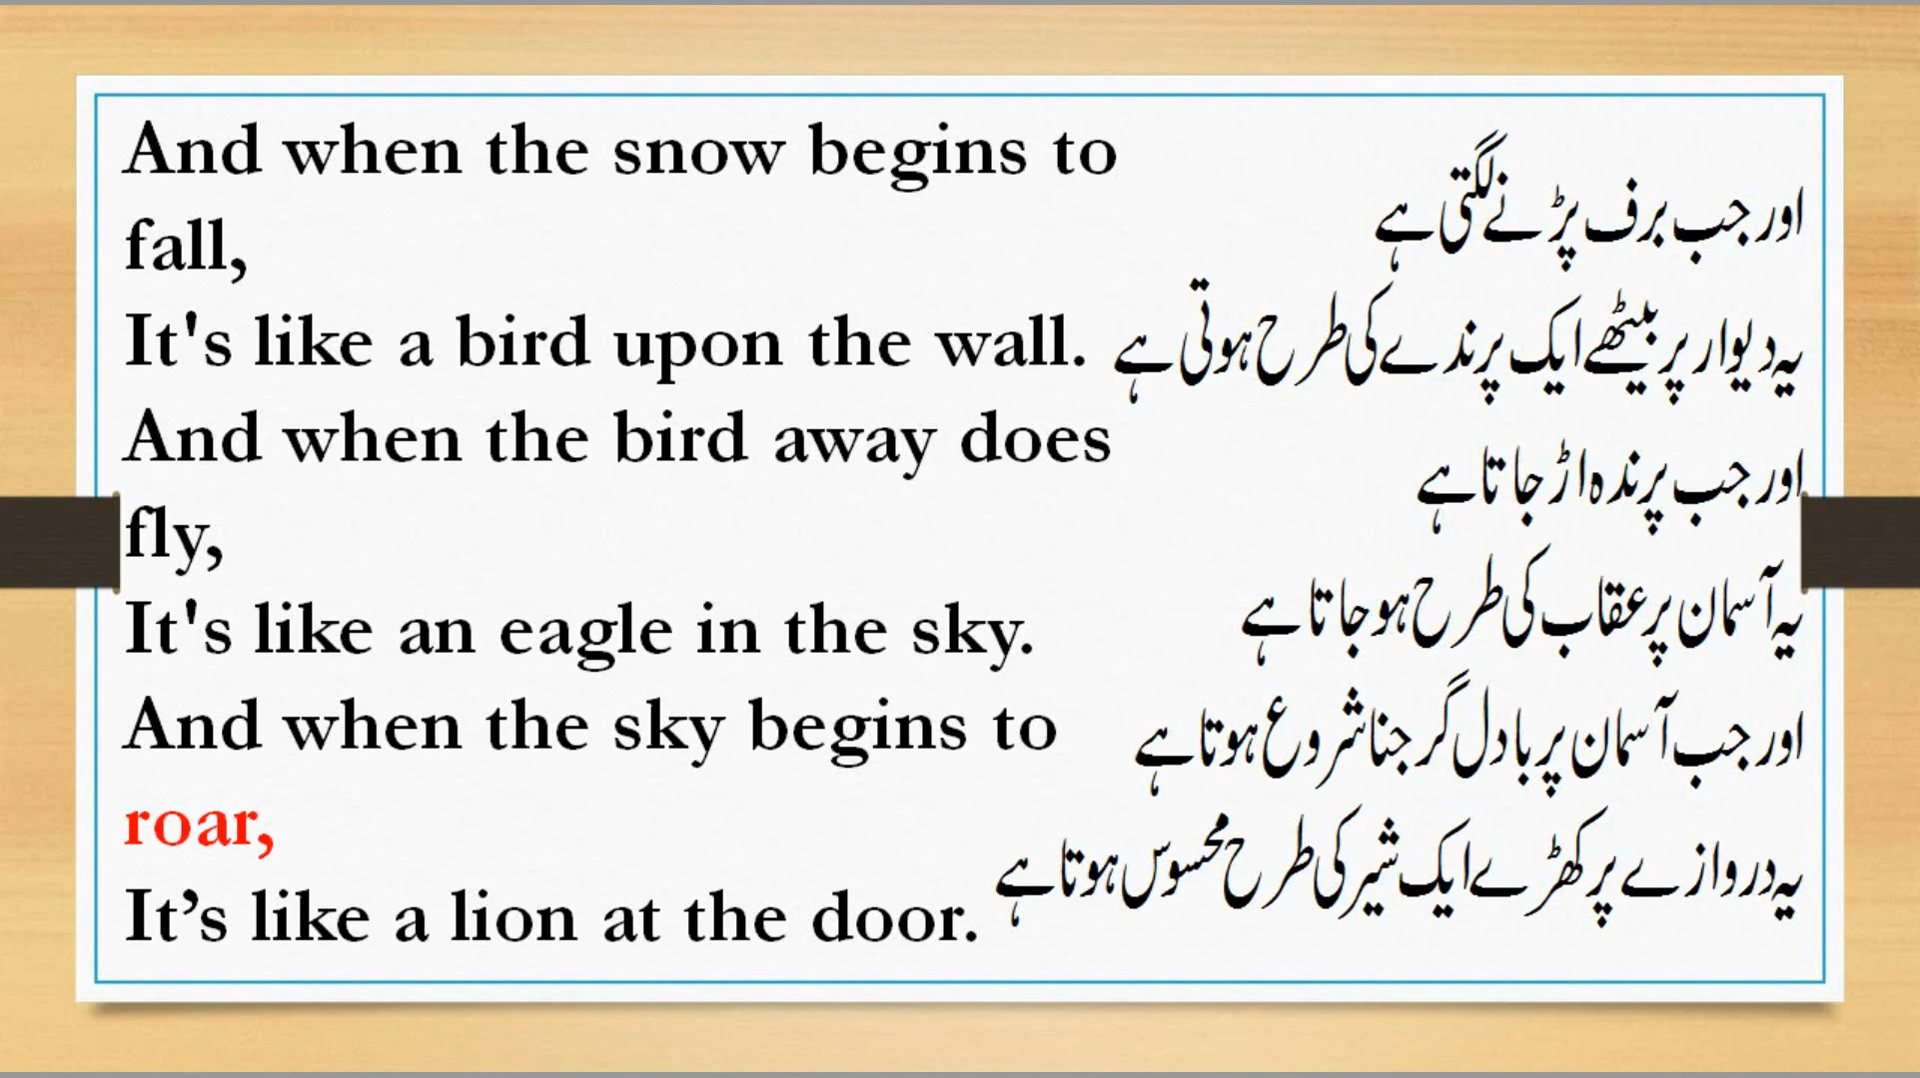 And when the snow begins to
fall,
It's like a bird upon the wall.
And when the bird away does
fly,
It's like an eagle in the sky.
And when the sky begins to
roar,
It’s like a lion at the door.
اور جب برف پڑنے لگتی ہے
یہ دیوار پر بیٹھے ایک پرندے کی طرح ہوتی ہے
اور جب پرندہ اڑ جاتا ہے
یہ آسمان پر عقاب کی طرح ہو جاتا ہے
اور جب آسمان پر بادل گرجنا شروع ہوتا ہے
یہ دروازے پر کھڑے ایک شیر کی طرح محسوس ہوتا ہے